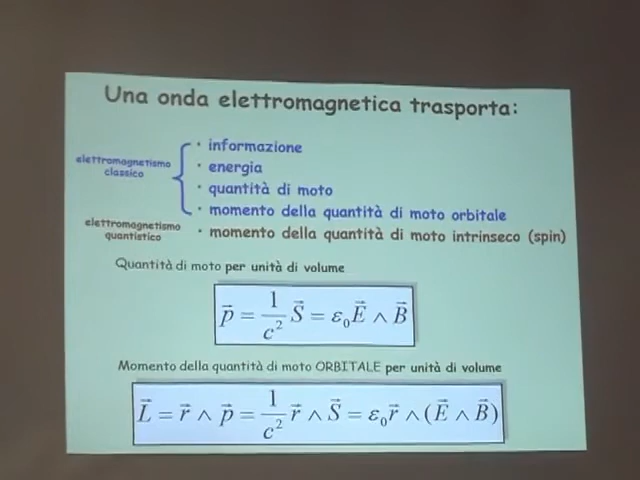 Una onda elettromagnetica trasporta:
elettromagnetismo
classico
• informazione
• energia
• quantità di moto
• momento della quantità di moto orbitale
elettromagnetismo
quantistico
• momento della quantità di moto intrinseco (spin)
Quantità di moto per unità di volume
p⃗ = 1/c² S⃗ = ε₀E⃗ ∧ B⃗
Momento della quantità di moto ORBITALE per unità di volume
L⃗ = r⃗ ∧ p⃗ = 1/c² r⃗ ∧ S⃗ = ε₀r⃗ ∧ (E⃗ ∧ B⃗)